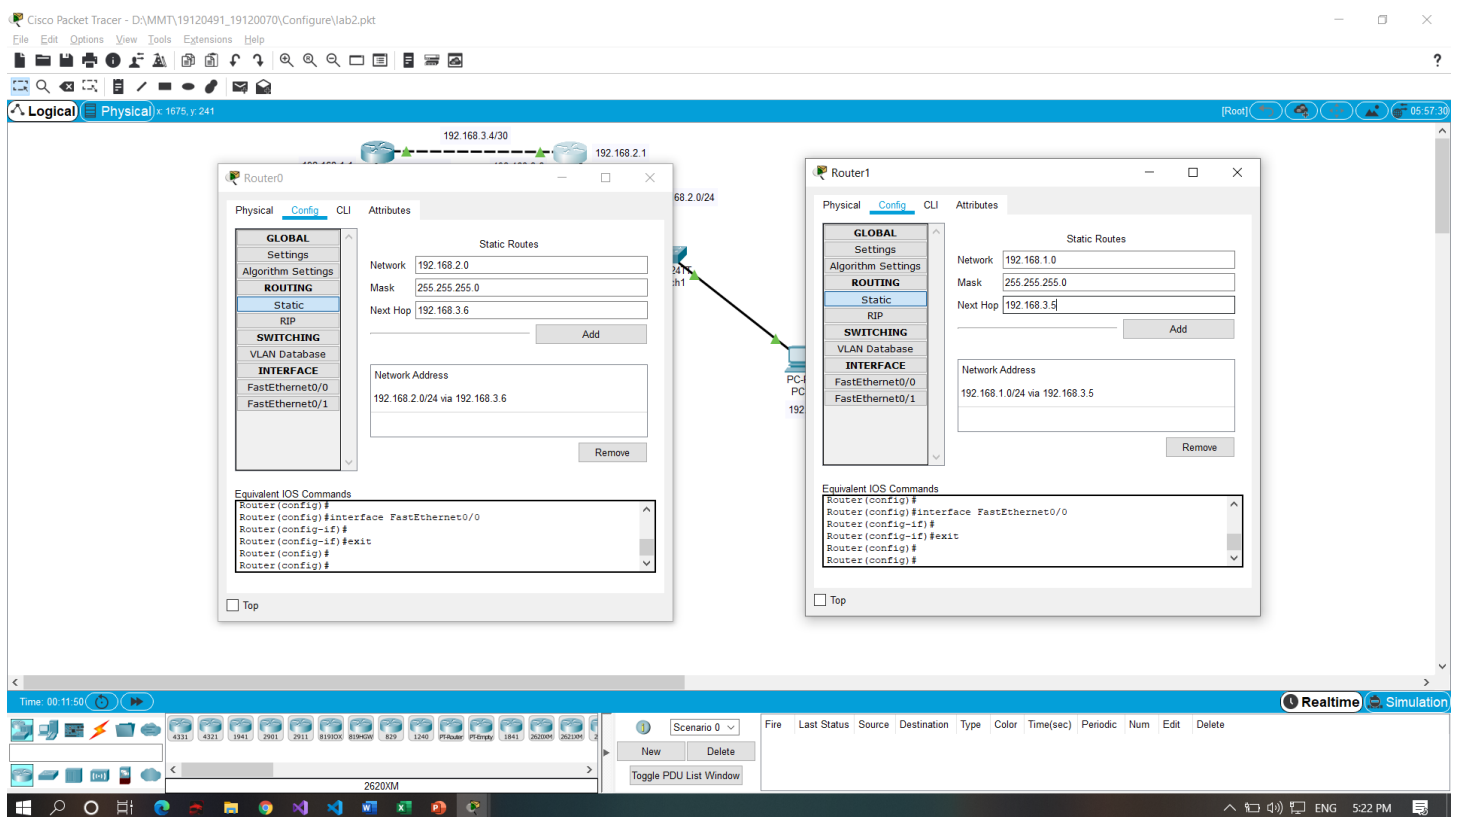 Cisco Packet Tracer - D:\MMT\19120491_19120070\Configure\lab2.pkt
File Edit Options View Tools Extensions Help
?
Logical Physical x: 1675, y: 241 [Root] 05:57:30
192.168.3.4/30
192.168.2.1
68.2.0/24
Router0
Physical Config CLI Attributes
GLOBAL
Settings
Algorithm Settings
ROUTING
Static
RIP
SWITCHING
VLAN Database
INTERFACE
FastEthernet0/0
FastEthernet0/1
Static Routes
Network 192.168.2.0
Mask 255.255.255.0
Next Hop 192.168.3.6
Add
Network Address
192.168.2.0/24 via 192.168.3.6
Remove
Equivalent IOS Commands
Router(config)#
Router(config)#interface FastEthernet0/0
Router(config-if)#
Router(config-if)#exit
Router(config)#
Router(config)#
Top
PC
192
Router1
Physical Config CLI Attributes
GLOBAL
Settings
Algorithm Settings
ROUTING
Static
RIP
SWITCHING
VLAN Database
INTERFACE
FastEthernet0/0
FastEthernet0/1
Static Routes
Network 192.168.1.0
Mask 255.255.255.0
Next Hop 192.168.3.5
Add
Network Address
192.168.1.0/24 via 192.168.3.5
Remove
Equivalent IOS Commands
Router(config)#
Router(config)#interface FastEthernet0/0
Router(config-if)#
Router(config-if)#exit
Router(config)#
Router(config)#
Top
Time: 00:11:50 Realtime Simulation
4331 4321 1941 2901 2911 819IOX 819HGW 829 1240 PT-Router PT-Empty 1841 2620XM 2621XM
2620XM
Scenario 0
New Delete
Toggle PDU List Window
Fire Last Status Source Destination Type Color Time(sec) Periodic Num Edit Delete
ENG 5:22 PM